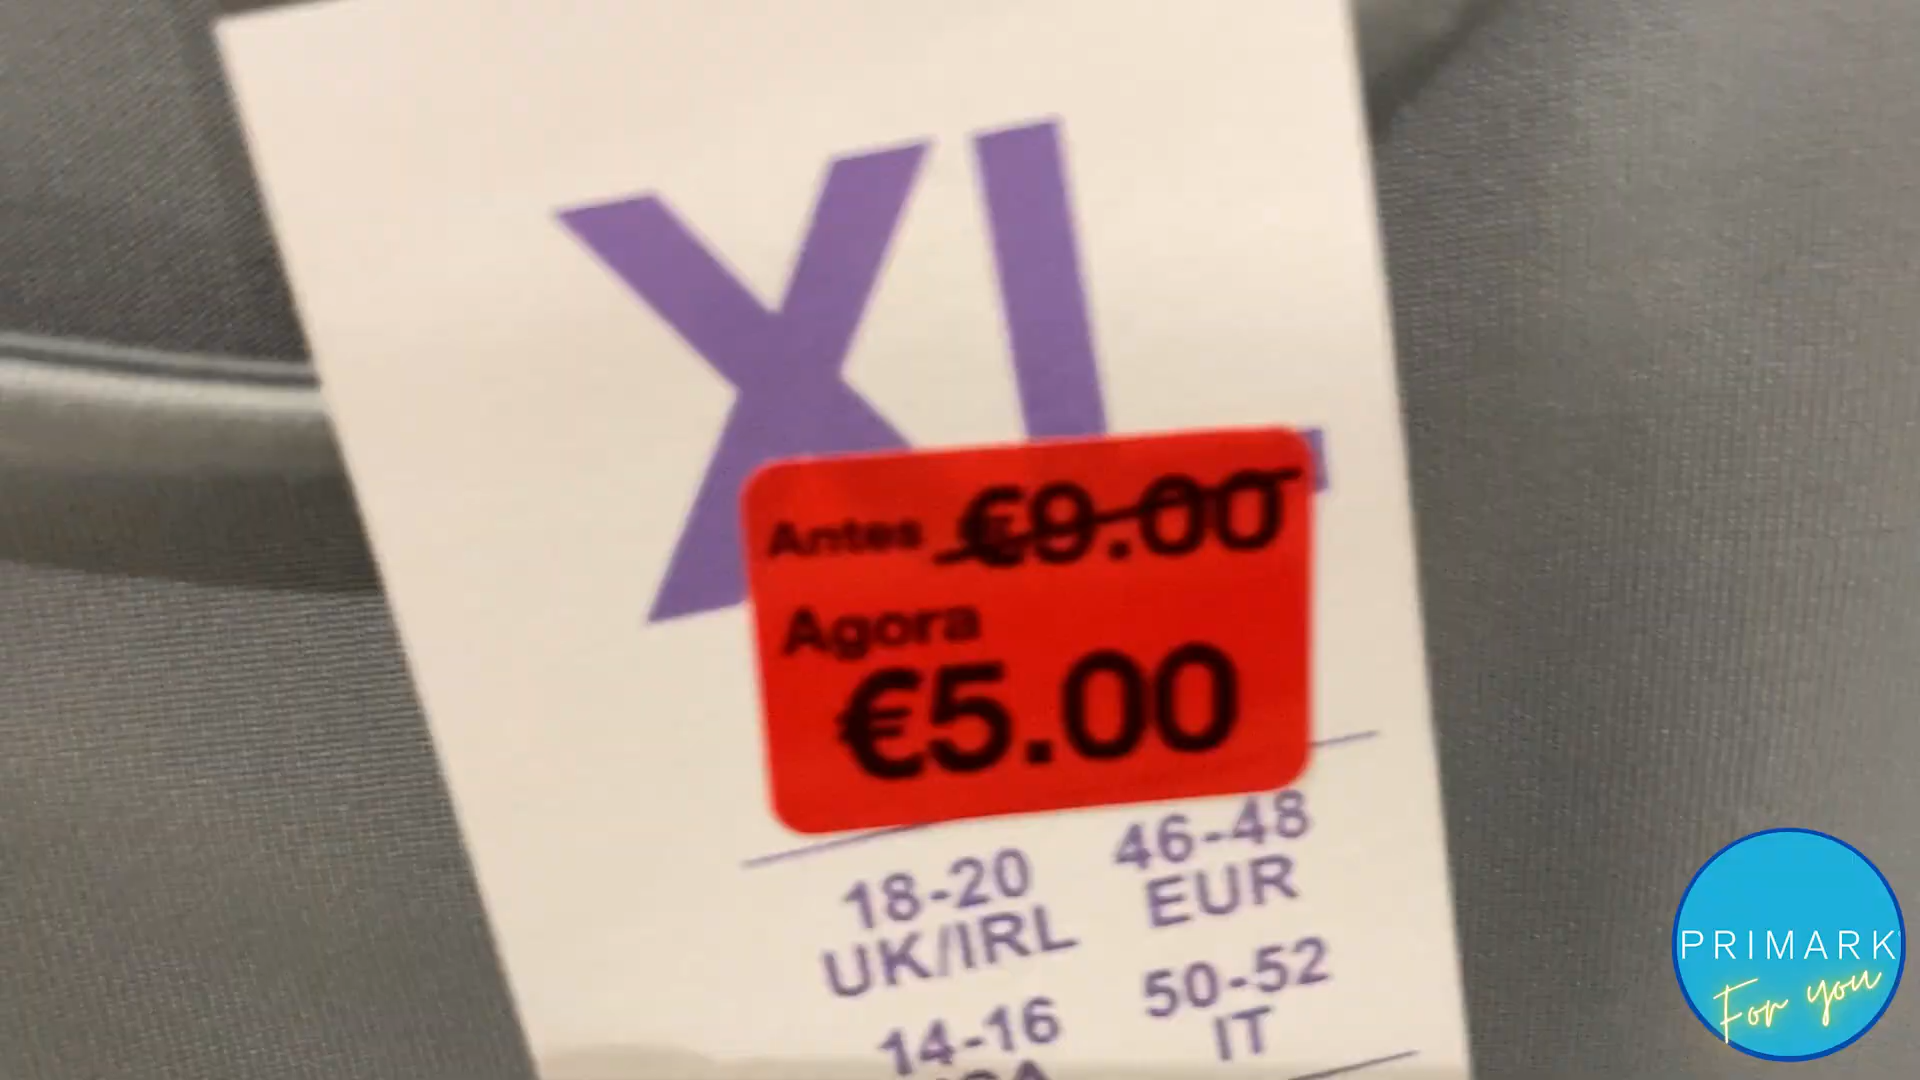 XL
Antes €9.00
Agora
€5.00
18-20
UK/IRL
46-48
EUR
14-16
50-52
IT
PRIMARK
For you